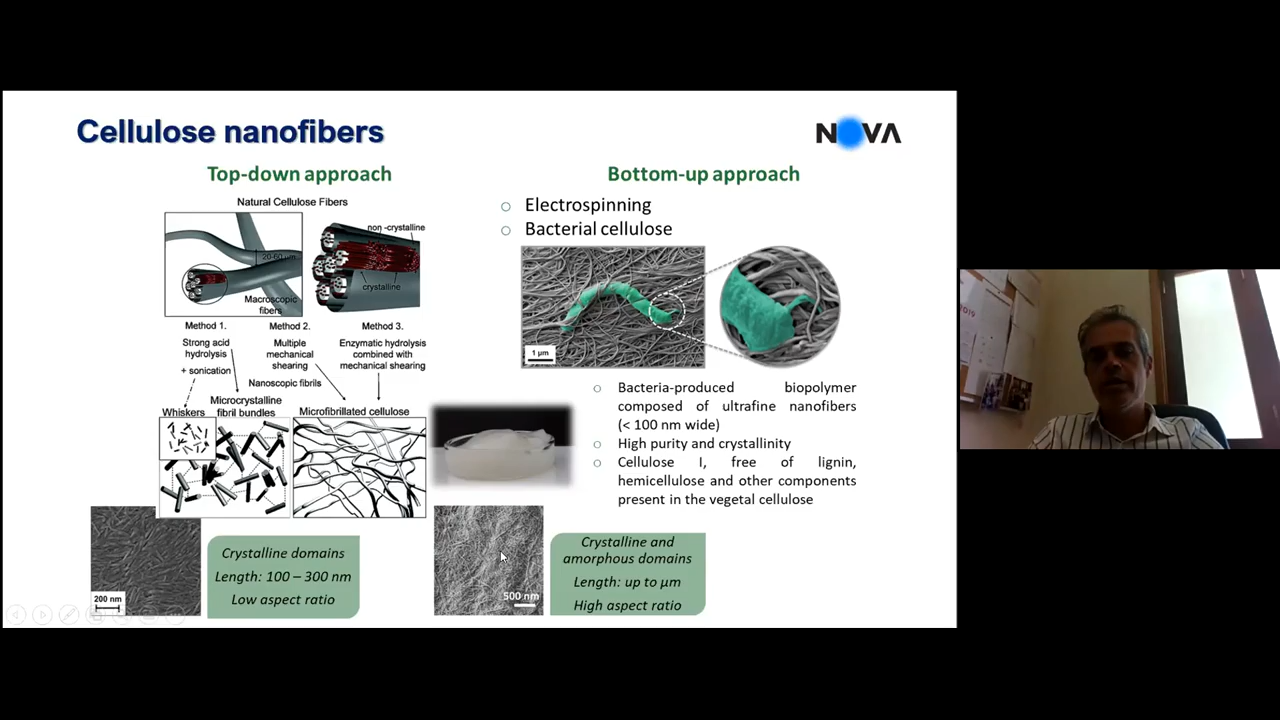 Cellulose nanofibers
NOVA
Top-down approach
Natural Cellulose Fibers
20-60 μm
Macroscopic
fibers
non -crystalline
crystalline
Method 1.
Strong acid
hydrolysis
+ sonication
Method 2.
Multiple
mechanical
shearing
Method 3.
Enzymatic hydrolysis
combined with
mechanical shearing
Nanoscopic fibrils
Whiskers
Microcrystalline
fibril bundles
Microfibrillated cellulose
200 nm
Crystalline domains
Length: 100 – 300 nm
Low aspect ratio
Bottom-up approach
○ Electrospinning
○ Bacterial cellulose
1 μm
○ Bacteria-produced biopolymer
composed of ultrafine nanofibers
(< 100 nm wide)
○ High purity and crystallinity
○ Cellulose I, free of lignin,
hemicellulose and other components
present in the vegetal cellulose
500 nm
Crystalline and
amorphous domains
Length: up to μm
High aspect ratio